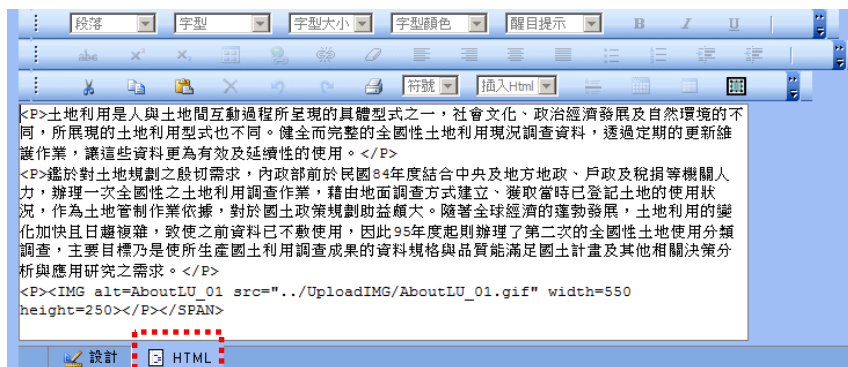 段落 字型 字型大小 字型顏色 醒目提示 B I U
abc x² x₂
符號 插入Html
<P>土地利用是人與土地間互動過程所呈現的具體型式之一，社會文化、政治經濟發展及自然環境的不
同，所展現的土地利用型式也不同。健全而完整的全國性土地利用現況調查資料，透過定期的更新維
護作業，讓這些資料更為有效及延續性的使用。</P>
<P>鑑於對土地規劃之殷切需求，內政部前於民國84年度結合中央及地方地政、戶政及稅捐等機關人
力，辦理一次全國性之土地利用調查作業，藉由地面調查方式建立、獲取當時已登記土地的使用狀
況，作為土地管制作業依據，對於國土政策規劃助益頗大。隨著全球經濟的蓬勃發展，土地利用的變
化加快且日趨複雜，致使之前資料已不敷使用，因此95年度起則辦理了第二次的全國性土地使用分類
調查，主要目標乃是使所生產國土利用調查成果的資料規格與品質能滿足國土計畫及其他相關決策分
析與應用研究之需求。</P>
<P><IMG alt=AboutLU_01 src="../UploadIMG/AboutLU_01.gif" width=550
height=250></P></SPAN>
設計 HTML